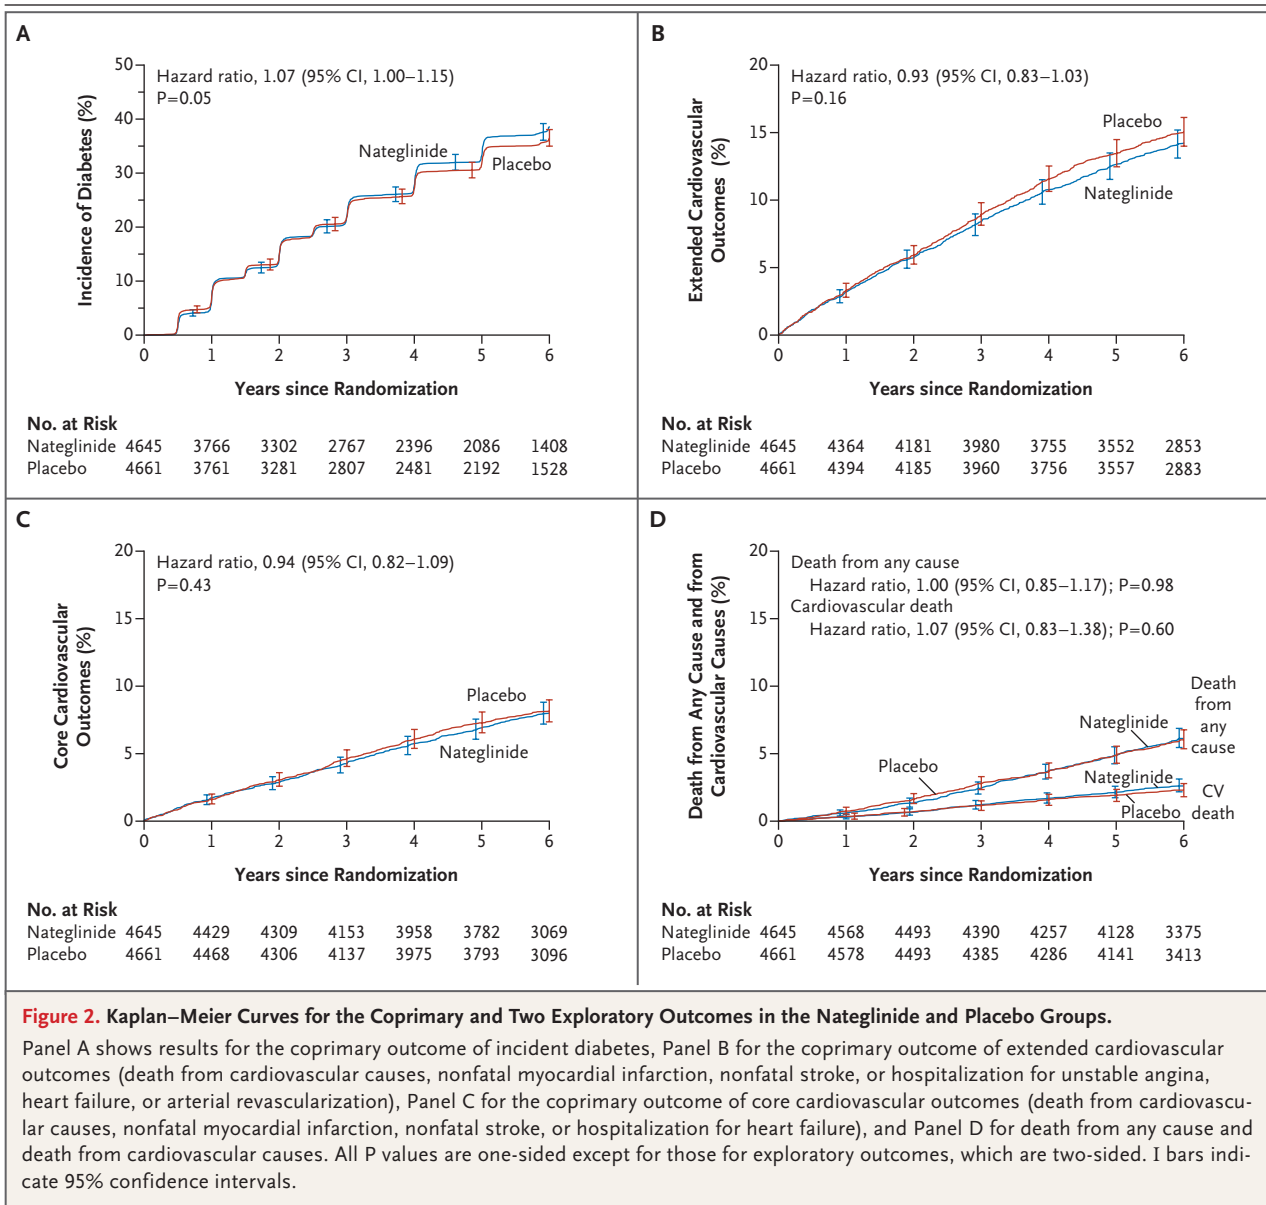 A
Incidence of Diabetes (%)
50
40
30
20
10
0
Hazard ratio, 1.07 (95% CI, 1.00–1.15)
P=0.05
Nateglinide
Placebo
0 1 2 3 4 5 6
Years since Randomization
No. at Risk
Nateglinide 4645 3766 3302 2767 2396 2086 1408
Placebo 4661 3761 3281 2807 2481 2192 1528
B
Extended Cardiovascular
Outcomes (%)
20
15
10
5
0
Hazard ratio, 0.93 (95% CI, 0.83–1.03)
P=0.16
Placebo
Nateglinide
0 1 2 3 4 5 6
Years since Randomization
No. at Risk
Nateglinide 4645 4364 4181 3980 3755 3552 2853
Placebo 4661 4394 4185 3960 3756 3557 2883
C
Core Cardiovascular
Outcomes (%)
20
15
10
5
0
Hazard ratio, 0.94 (95% CI, 0.82–1.09)
P=0.43
Placebo
Nateglinide
0 1 2 3 4 5 6
Years since Randomization
No. at Risk
Nateglinide 4645 4429 4309 4153 3958 3782 3069
Placebo 4661 4468 4306 4137 3975 3793 3096
D
Death from Any Cause and from
Cardiovascular Causes (%)
20
15
10
5
0
Death from any cause
Hazard ratio, 1.00 (95% CI, 0.85–1.17); P=0.98
Cardiovascular death
Hazard ratio, 1.07 (95% CI, 0.83–1.38); P=0.60
Death
from
any
cause
Nateglinide
Placebo
Nateglinide
Placebo
CV
death
0 1 2 3 4 5 6
Years since Randomization
No. at Risk
Nateglinide 4645 4568 4493 4390 4257 4128 3375
Placebo 4661 4578 4493 4385 4286 4141 3413
Figure 2. Kaplan–Meier Curves for the Coprimary and Two Exploratory Outcomes in the Nateglinide and Placebo Groups.
Panel A shows results for the coprimary outcome of incident diabetes, Panel B for the coprimary outcome of extended cardiovascular
outcomes (death from cardiovascular causes, nonfatal myocardial infarction, nonfatal stroke, or hospitalization for unstable angina,
heart failure, or arterial revascularization), Panel C for the coprimary outcome of core cardiovascular outcomes (death from cardiovascu-
lar causes, nonfatal myocardial infarction, nonfatal stroke, or hospitalization for heart failure), and Panel D for death from any cause and
death from cardiovascular causes. All P values are one-sided except for those for exploratory outcomes, which are two-sided. I bars indi-
cate 95% confidence intervals.